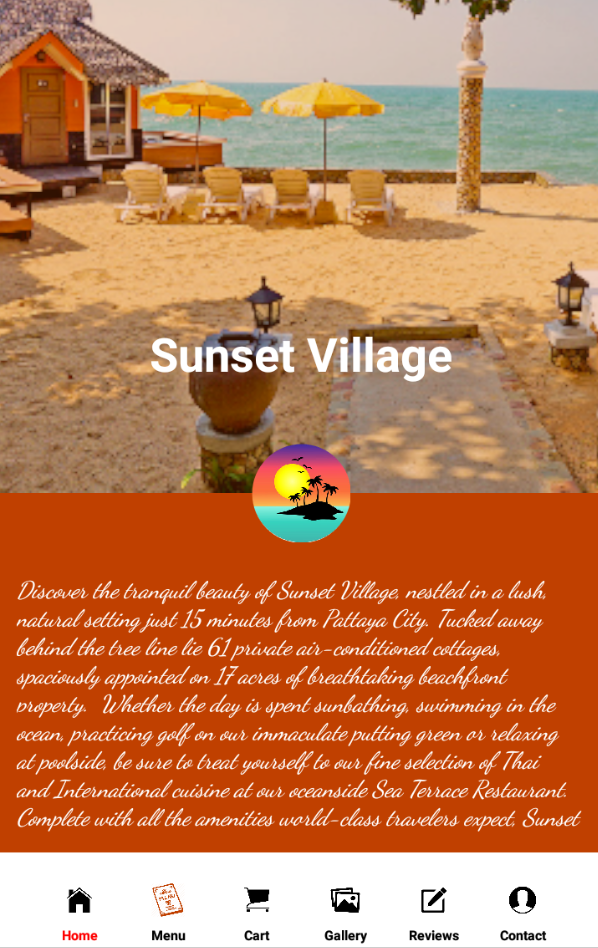 Sunset Village
Discover the tranquil beauty of Sunset Village, nestled in a lush,
natural setting just 15 minutes from Pattaya City. Tucked away
behind the tree line lie 61 private air-conditioned cottages,
spaciously appointed on 17 acres of breathtaking beachfront
property.  Whether the day is spent sunbathing, swimming in the
ocean, practicing golf on our immaculate putting green or relaxing
at poolside, be sure to treat yourself to our fine selection of Thai
and International cuisine at our oceanside Sea Terrace Restaurant.
Complete with all the amenities world-class travelers expect, Sunset
Home Menu Cart Gallery Reviews Contact